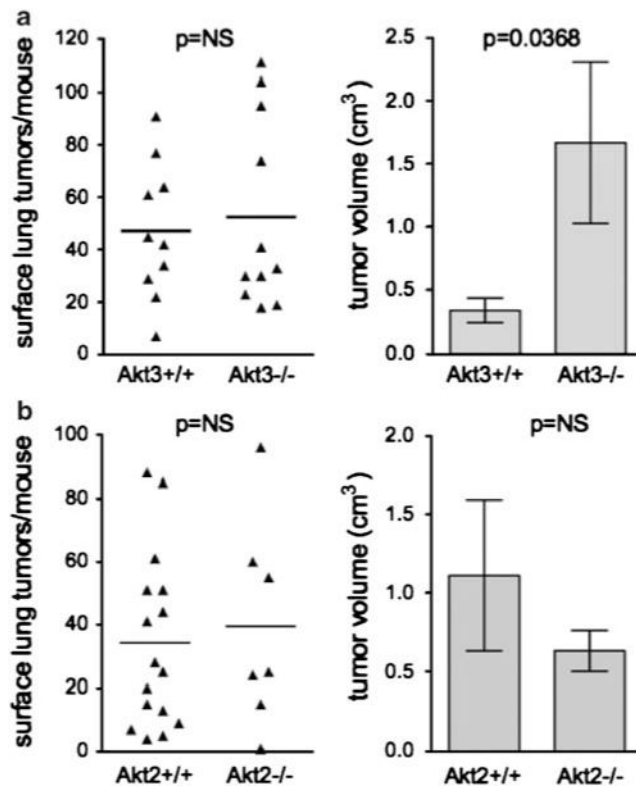 a
p=NS
surface lung tumors/mouse
120
100
80
60
40
20
0
Akt3+/+ Akt3-/-
p=0.0368
tumor volume (cm³)
2.5
2.0
1.5
1.0
0.5
0.0
Akt3+/+ Akt3-/-
b
p=NS
surface lung tumors/mouse
100
80
60
40
20
0
Akt2+/+ Akt2-/-
p=NS
tumor volume (cm³)
2.0
1.5
1.0
0.5
0.0
Akt2+/+ Akt2-/-